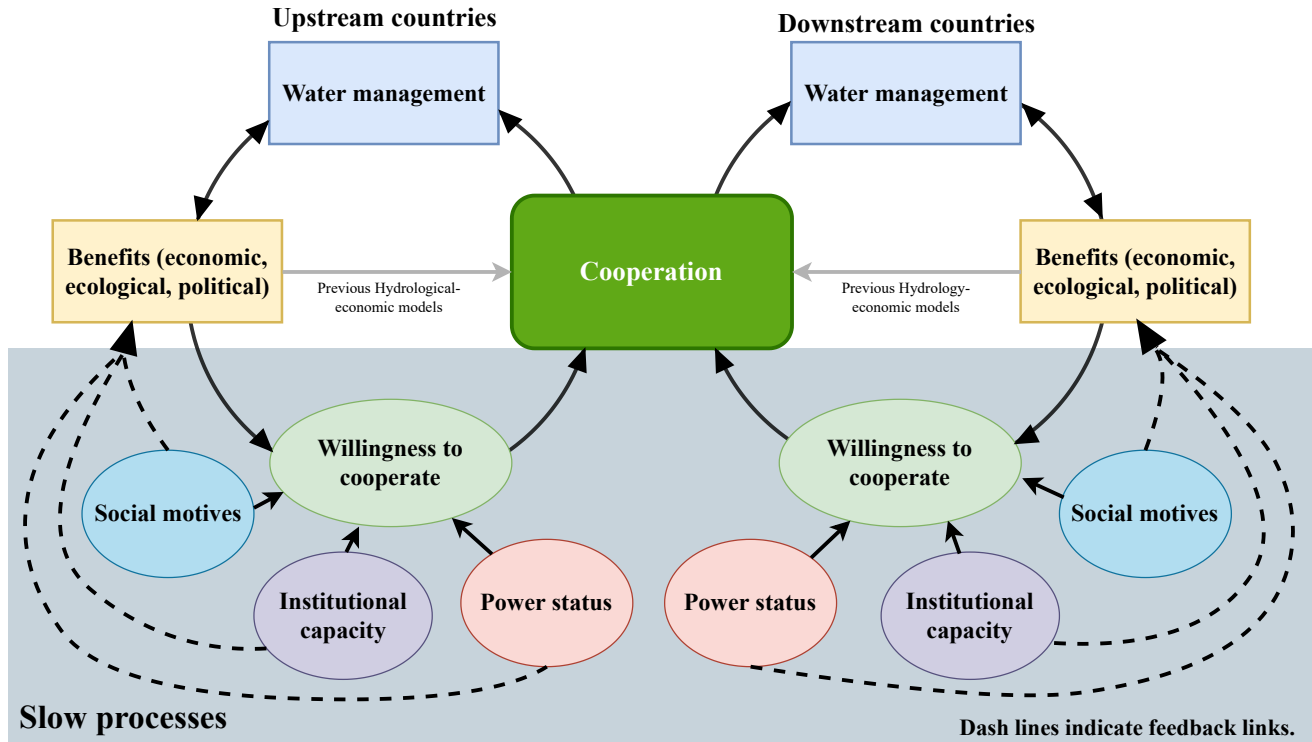 Upstream countries
Downstream countries
Water management
Water management
Benefits (economic,
ecological, political)
Previous Hydrological-
economic models
Cooperation
Previous Hydrology-
economic models
Benefits (economic,
ecological, political)
Willingness to
cooperate
Willingness to
cooperate
Social motives
Social motives
Institutional
capacity
Power status
Power status
Institutional
capacity
Slow processes
Dash lines indicate feedback links.